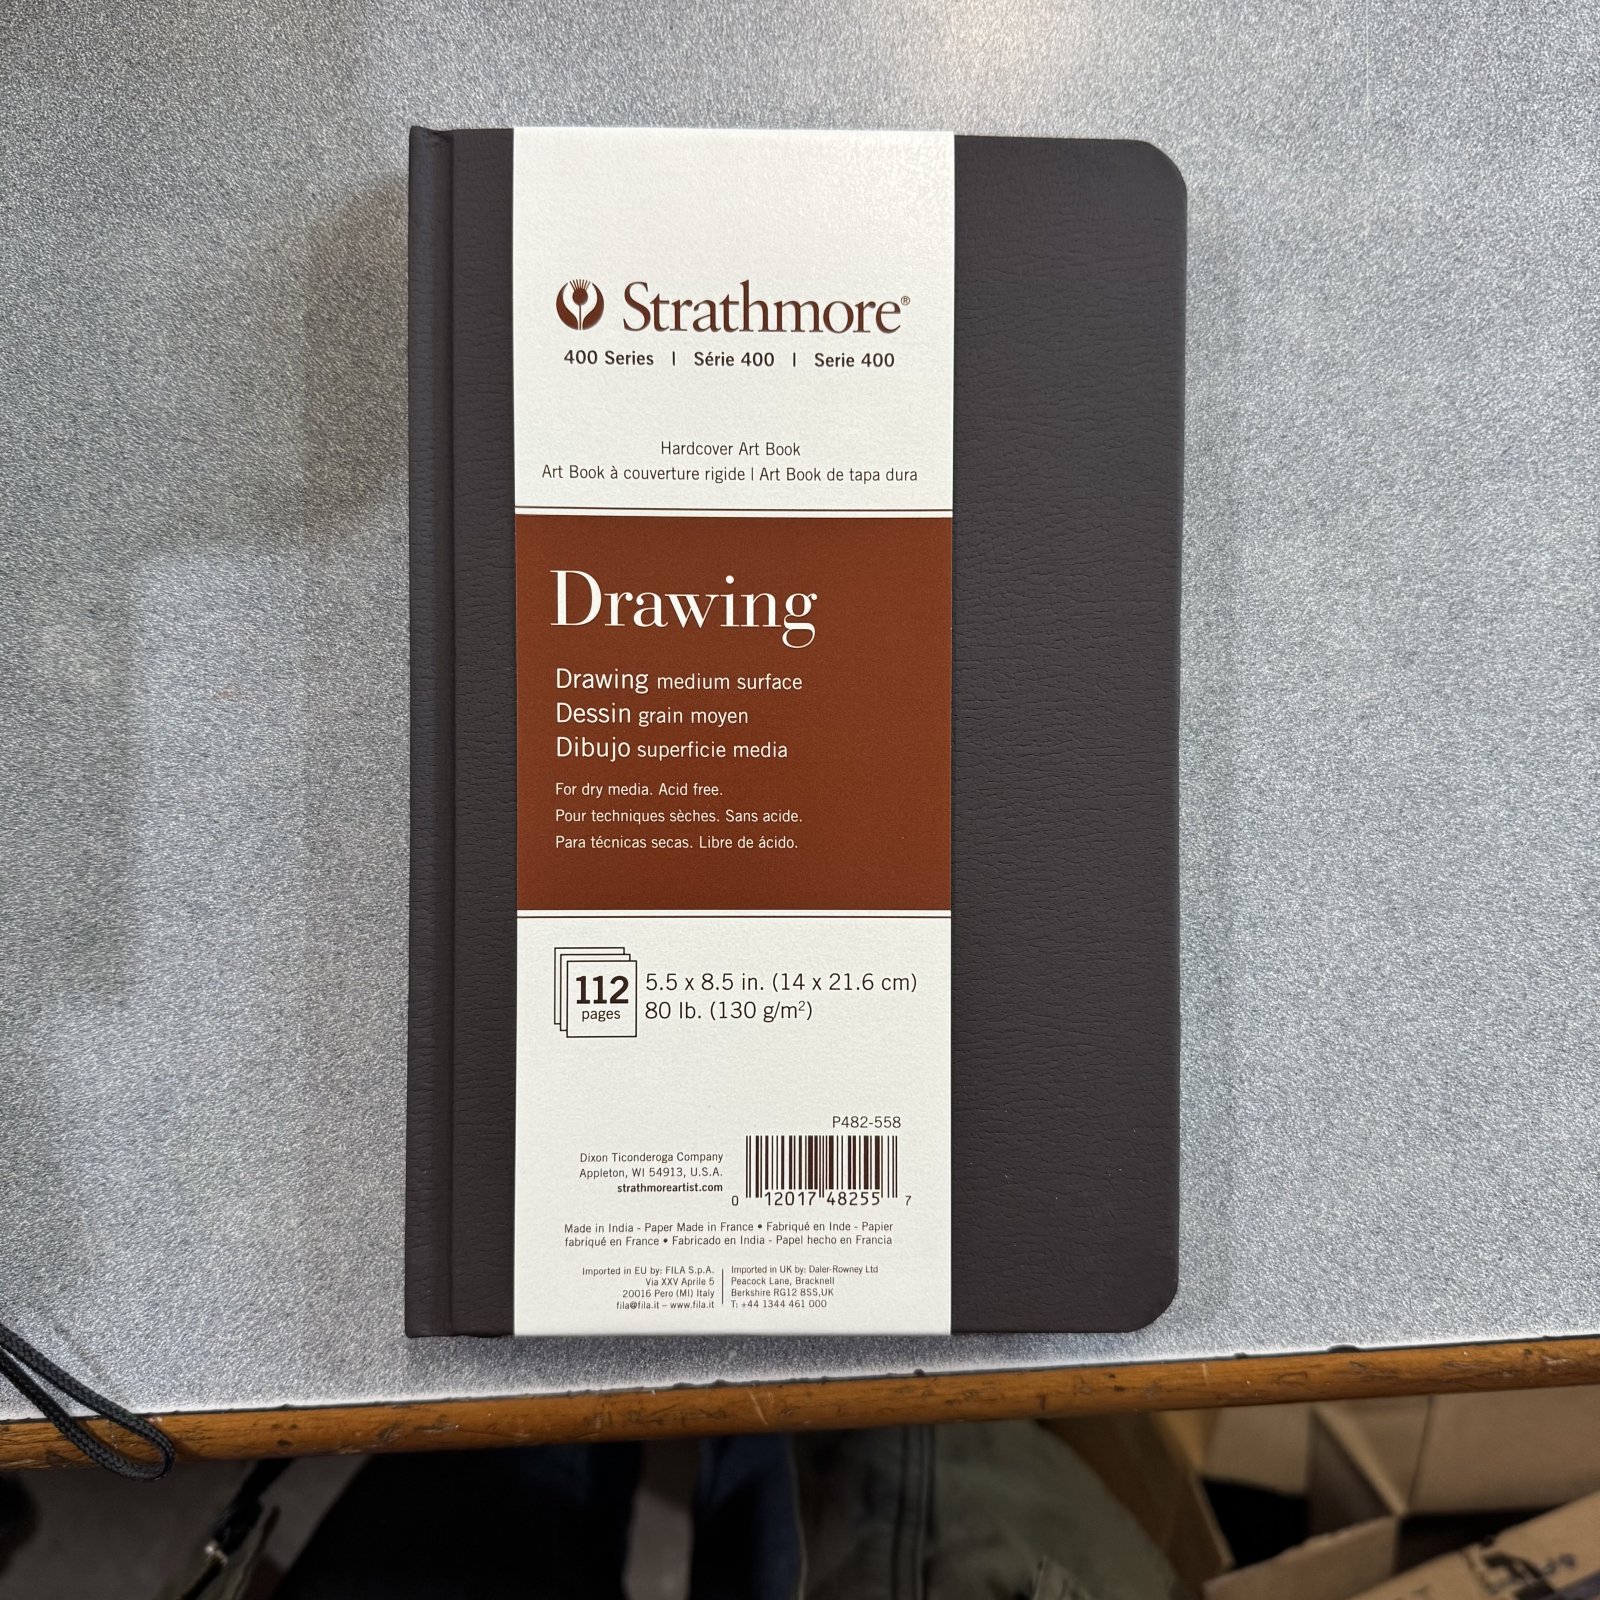 Strathmore®
400 Series | Série 400 | Serie 400
Hardcover Art Book
Art Book à couverture rigide | Art Book de tapa dura
Drawing
Drawing medium surface
Dessin grain moyen
Dibujo superficie media
For dry media. Acid free.
Pour techniques sèches. Sans acide.
Para técnicas secas. Libre de ácido.
112
pages
5.5 x 8.5 in. (14 x 21.6 cm)
80 lb. (130 g/m²)
P482-558
Dixon Ticonderoga Company
Appleton, WI 54913, U.S.A.
strathmoreartist.com
0 12017 48255 7
Made in India - Paper Made in France • Fabriqué en Inde - Papier
fabriqué en France • Fabricado en India - Papel hecho en Francia
Imported in EU by: FILA S.p.A.
Via XXV Aprile 5
20016 Pero (MI) Italy
fila@fila.it – www.fila.it
Imported in UK by: Daler-Rowney Ltd
Peacock Lane, Bracknell
Berkshire RG12 8SS,UK
T: +44 1344 461 000